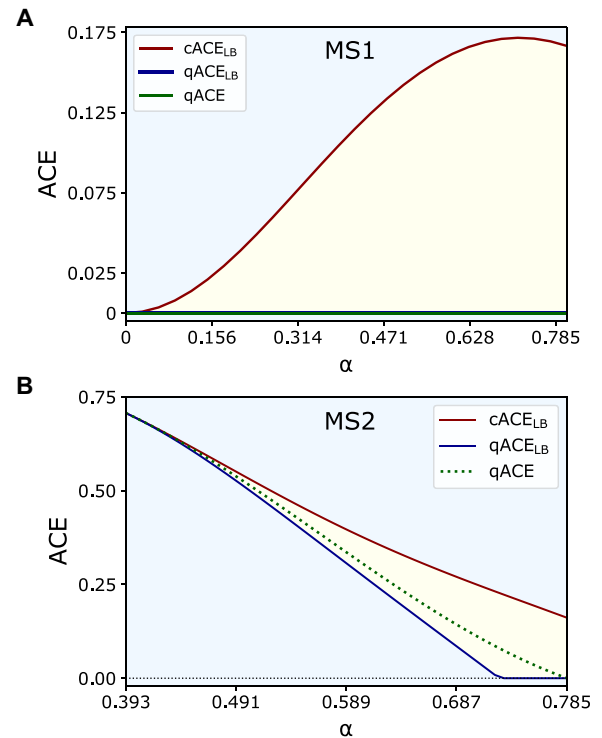 A
MS1
cACE_LB
qACE_LB
qACE
ACE
0.175
0.125
0.075
0.025
0
0 0.156 0.314 0.471 0.628 0.785
α
B
MS2
cACE_LB
qACE_LB
qACE
ACE
0.75
0.50
0.25
0.00
0.393 0.491 0.589 0.687 0.785
α